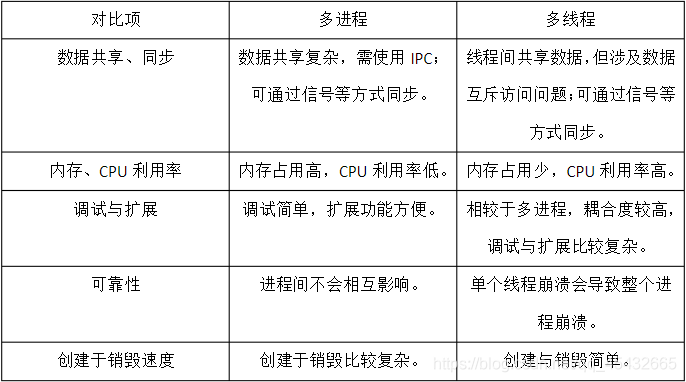 对比项 多进程 多线程
数据共享、同步 数据共享复杂，需使用 IPC； 线程间共享数据，但涉及数据
可通过信号等方式同步。 互斥访问问题；可通过信号等
方式同步。
内存、CPU 利用率 内存占用高，CPU 利用率低。 内存占用少，CPU 利用率高。
调试与扩展 调试简单，扩展功能方便。 相较于多进程，耦合度较高，
调试与扩展比较复杂。
可靠性 进程间不会相互影响。 单个线程崩溃会导致整个进
程崩溃。
创建于销毁速度 创建于销毁比较复杂。 创建与销毁简单。